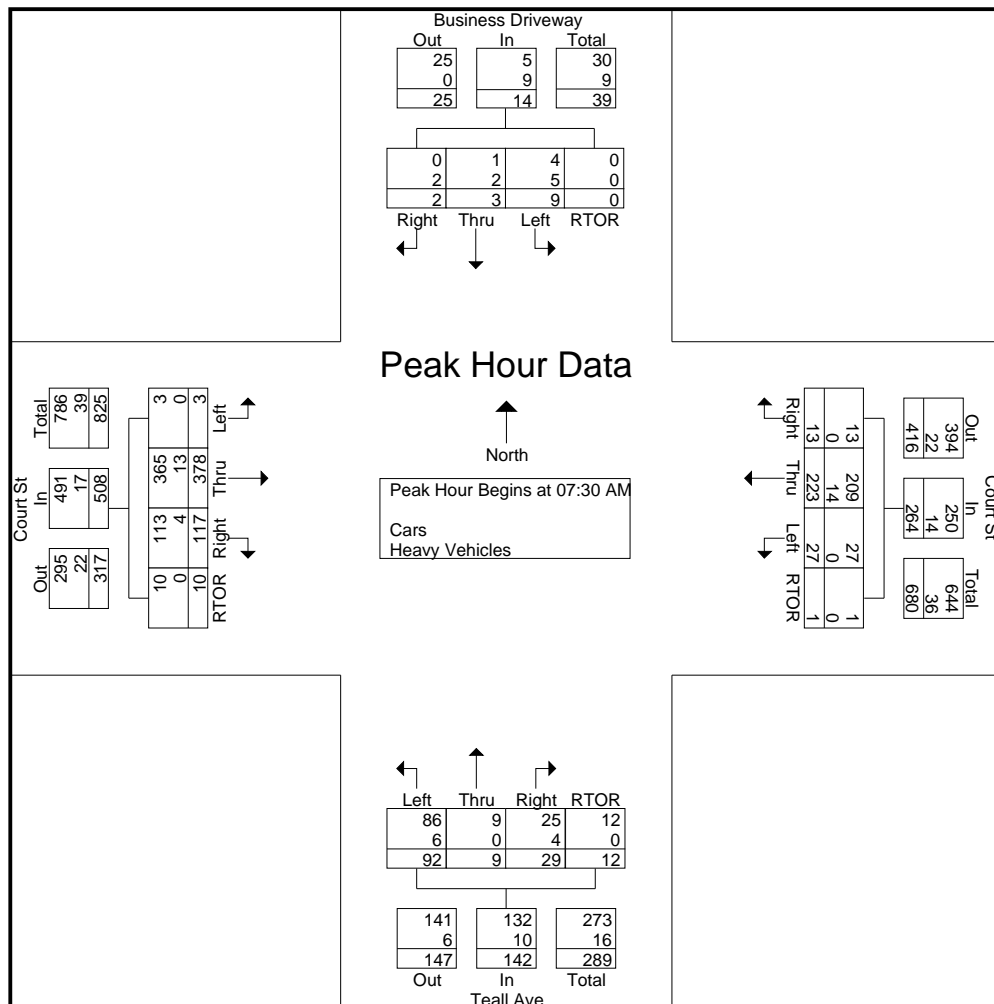 Business Driveway
Out In Total
25 5 30
0 9 9
25 14 39
0 1 4 0
2 2 5 0
2 3 9 0
Right Thru Left RTOR
Peak Hour Data
North
Peak Hour Begins at 07:30 AM
Cars
Heavy Vehicles
Court St
Total In Out
786 491 295
39 17 22
825 508 317
3 365 113 10
0 13 4 0
3 378 117 10
Left Thru Right RTOR
Court St
Out In Total
394 250 644
22 14 36
416 264 680
13 209 27 1
0 14 0 0
13 223 27 1
Right Thru Left RTOR
Left Thru Right RTOR
86 9 25 12
6 0 4 0
92 9 29 12
141 132 273
6 10 16
147 142 289
Out In Total
Teall Ave